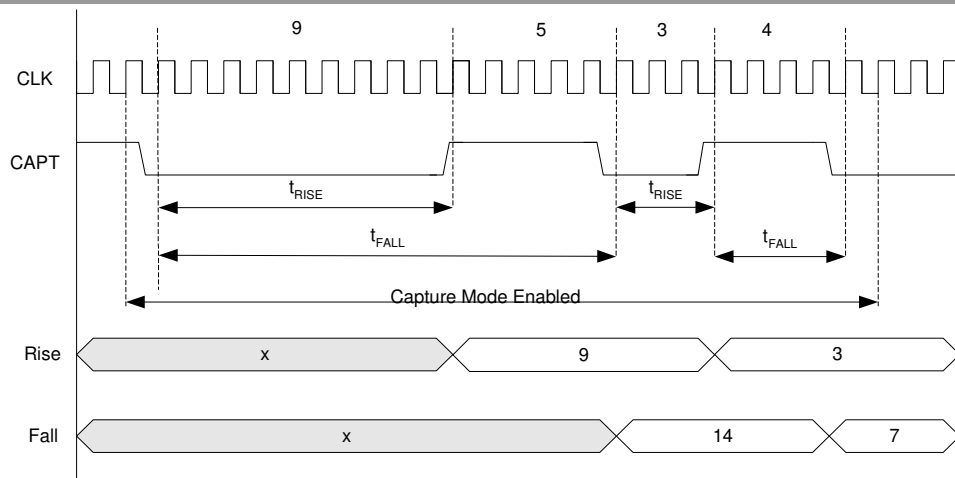 9 5 3 4
CLK
CAPT
tRISE tRISE
tFALL tFALL
Capture Mode Enabled
Rise x 9 3
Fall x 14 7